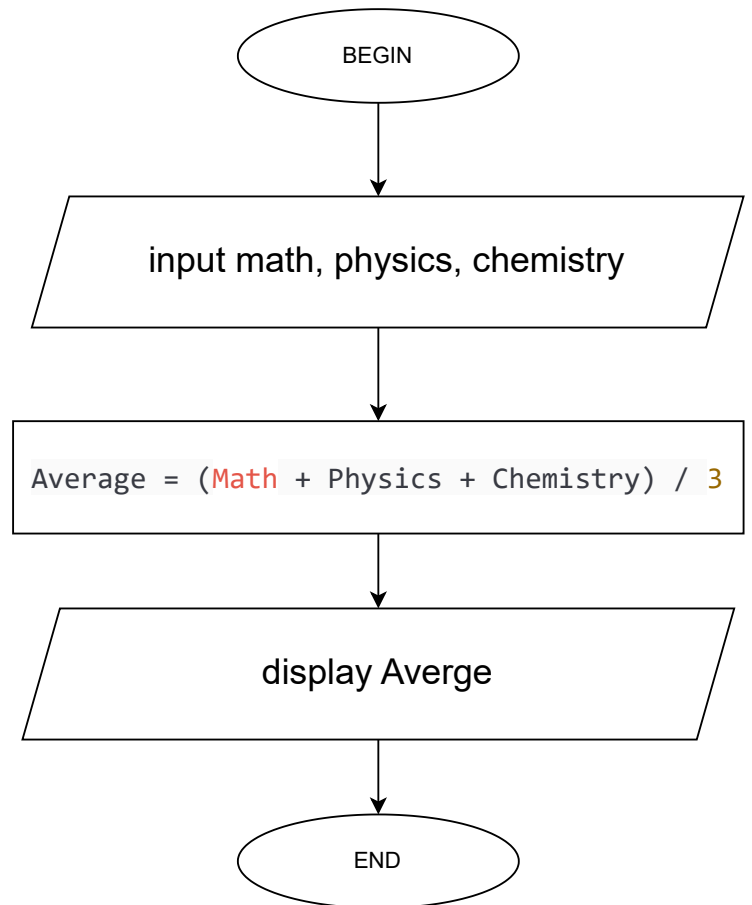 BEGIN
input math, physics, chemistry
Average = (Math + Physics + Chemistry) / 3
display Averge
END